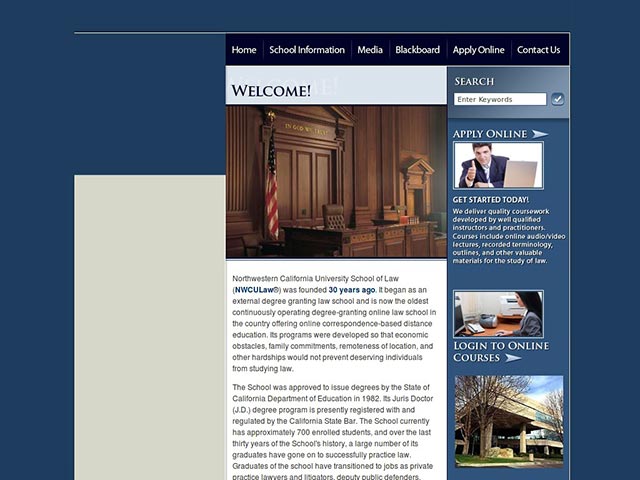 Home
School Information
Media
Blackboard
Apply Online
Contact Us
WELCOME!
IN GOD WE TRUST
SEARCH
Enter Keywords
APPLY ONLINE
GET STARTED TODAY!
We deliver quality coursework
developed by well qualified
instructors and practitioners.
Courses include online audio/video
lectures, recorded terminology,
outlines, and other valuable
materials for the study of law.
LOGIN TO ONLINE
COURSES
Northwestern California University School of Law
(NWCULaw®) was founded 30 years ago. It began as an
external degree granting law school and is now the oldest
continuously operating degree-granting online law school in
the country offering online correspondence-based distance
education. Its programs were developed so that economic
obstacles, family commitments, remoteness of location, and
other hardships would not prevent deserving individuals
from studying law.
The School was approved to issue degrees by the State of
California Department of Education in 1982. Its Juris Doctor
(J.D.) degree program is presently registered with and
regulated by the California State Bar. The School currently
has approximately 700 enrolled students, and over the last
thirty years of the School's history, a large number of its
graduates have gone on to successfully practice law.
Graduates of the school have transitioned to jobs as private
practice lawyers and litigators, deputy public defenders,